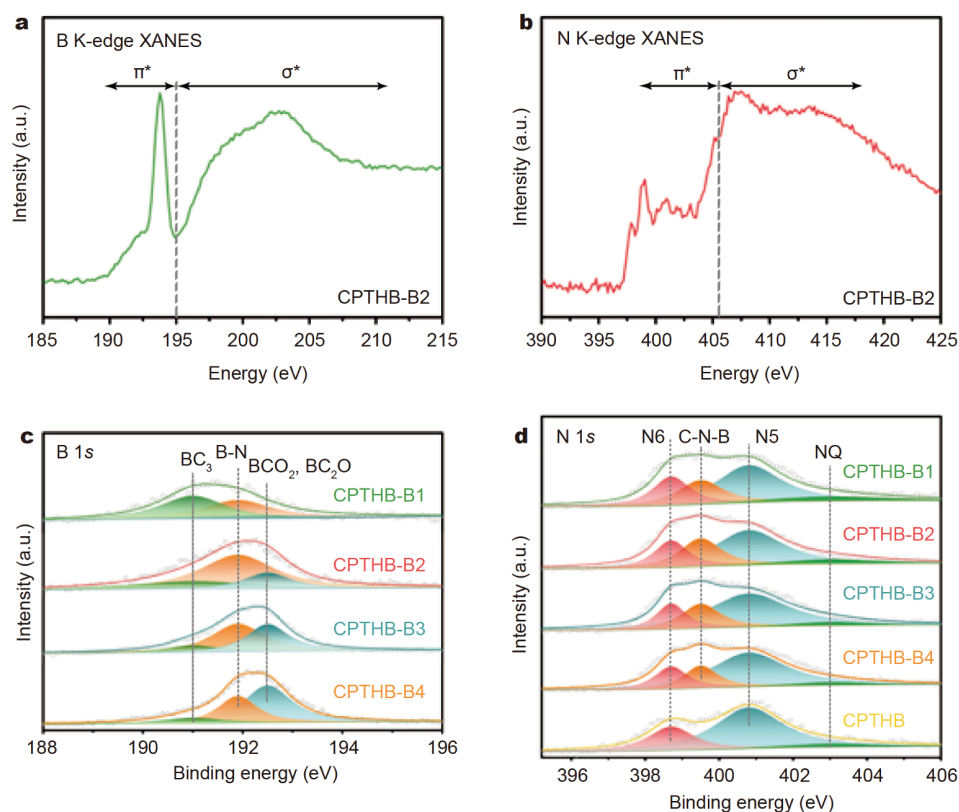 a
B K-edge XANES
π*
σ*
Intensity (a.u.)
CPTHB-B2
185 190 195 200 205 210 215
Energy (eV)
b
N K-edge XANES
π*
σ*
Intensity (a.u.)
CPTHB-B2
390 395 400 405 410 415 420 425
Energy (eV)
c
B 1s
BC₃
B-N
BCO₂, BC₂O
CPTHB-B1
CPTHB-B2
CPTHB-B3
CPTHB-B4
Intensity (a.u.)
188 190 192 194 196
Binding energy (eV)
d
N 1s
N6
C-N-B
N5
NQ
CPTHB-B1
CPTHB-B2
CPTHB-B3
CPTHB-B4
CPTHB
Intensity (a.u.)
396 398 400 402 404 406
Binding energy (eV)